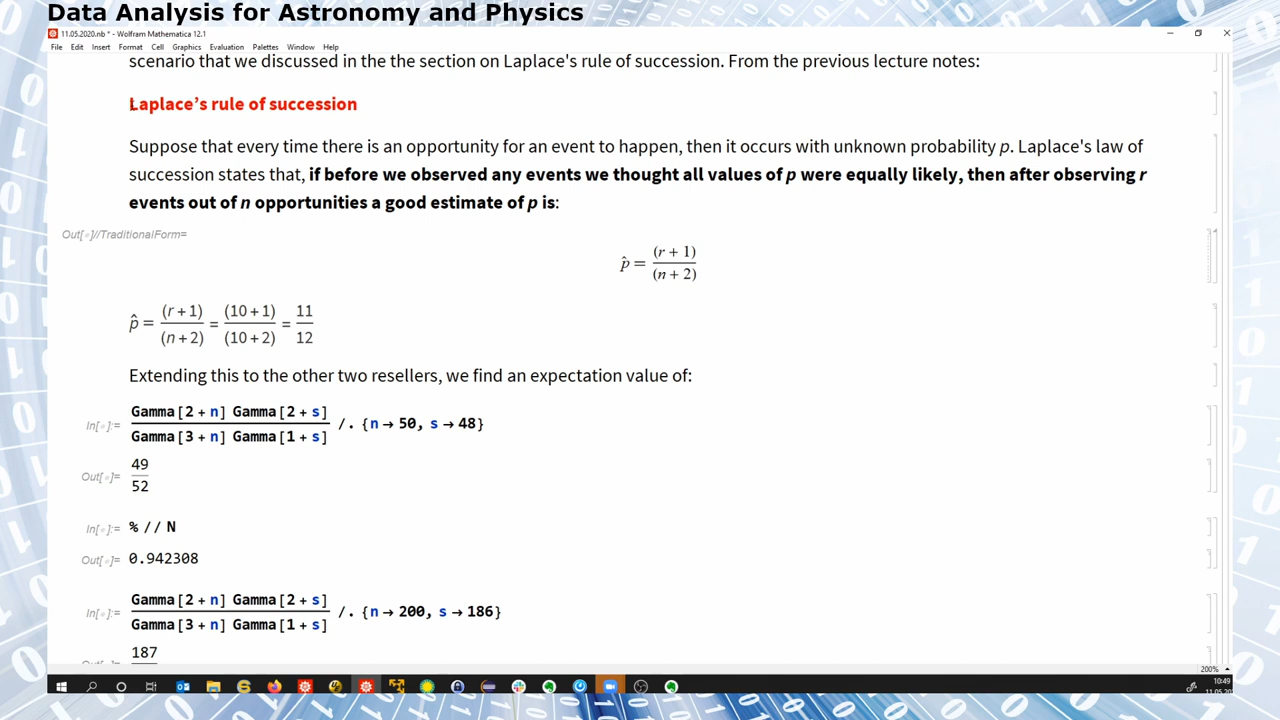 Data Analysis for Astronomy and Physics
11.05.2020.nb * - Wolfram Mathematica 12.1
File Edit Insert Format Cell Graphics Evaluation Palettes Window Help
scenario that we discussed in the the section on Laplace's rule of succession. From the previous lecture notes:
Laplace's rule of succession
Suppose that every time there is an opportunity for an event to happen, then it occurs with unknown probability p. Laplace's law of
succession states that, if before we observed any events we thought all values of p were equally likely, then after observing r
events out of n opportunities a good estimate of p is:
Out[∘]//TraditionalForm=
p̂ = (r + 1)/(n + 2)
p̂ = (r + 1)/(n + 2) = (10 + 1)/(10 + 2) = 11/12
Extending this to the other two resellers, we find an expectation value of:
In[∘]:= Gamma[2 + n] Gamma[2 + s] / Gamma[3 + n] Gamma[1 + s] /. {n → 50, s → 48}
Out[∘]= 49/52
In[∘]:= % // N
Out[∘]= 0.942308
In[∘]:= Gamma[2 + n] Gamma[2 + s] / Gamma[3 + n] Gamma[1 + s] /. {n → 200, s → 186}
187
200%
10:49
11.05.20